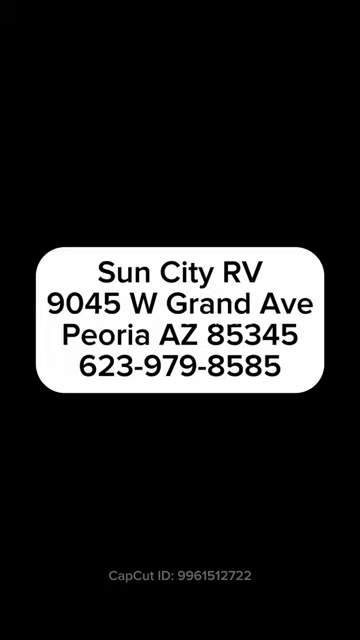 Sun City RV
9045 W Grand Ave
Peoria AZ 85345
623-979-8585
CapCut ID: 9961512722